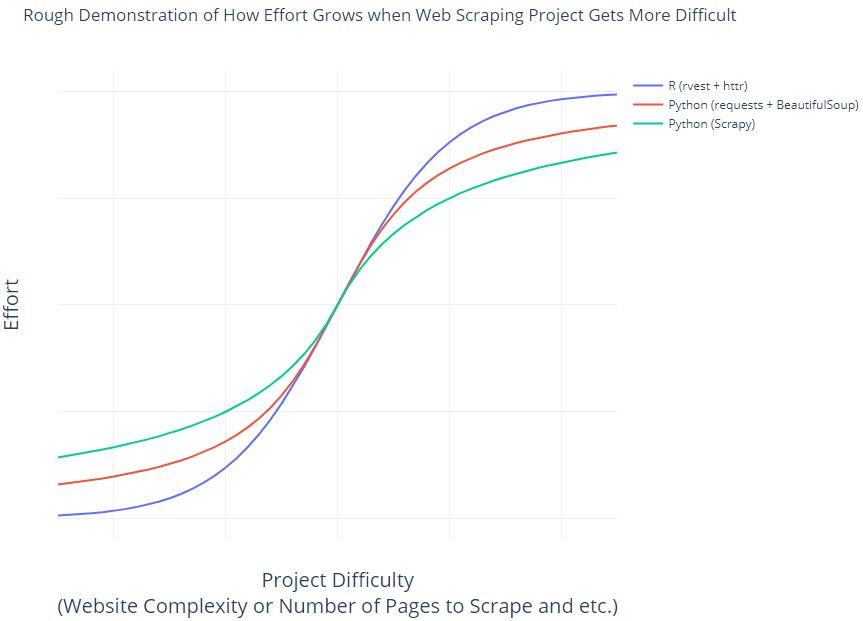 Rough Demonstration of How Effort Grows when Web Scraping Project Gets More Difficult
R (rvest + httr)
Python (requests + BeautifulSoup)
Python (Scrapy)
Effort
Project Difficulty
(Website Complexity or Number of Pages to Scrape and etc.)